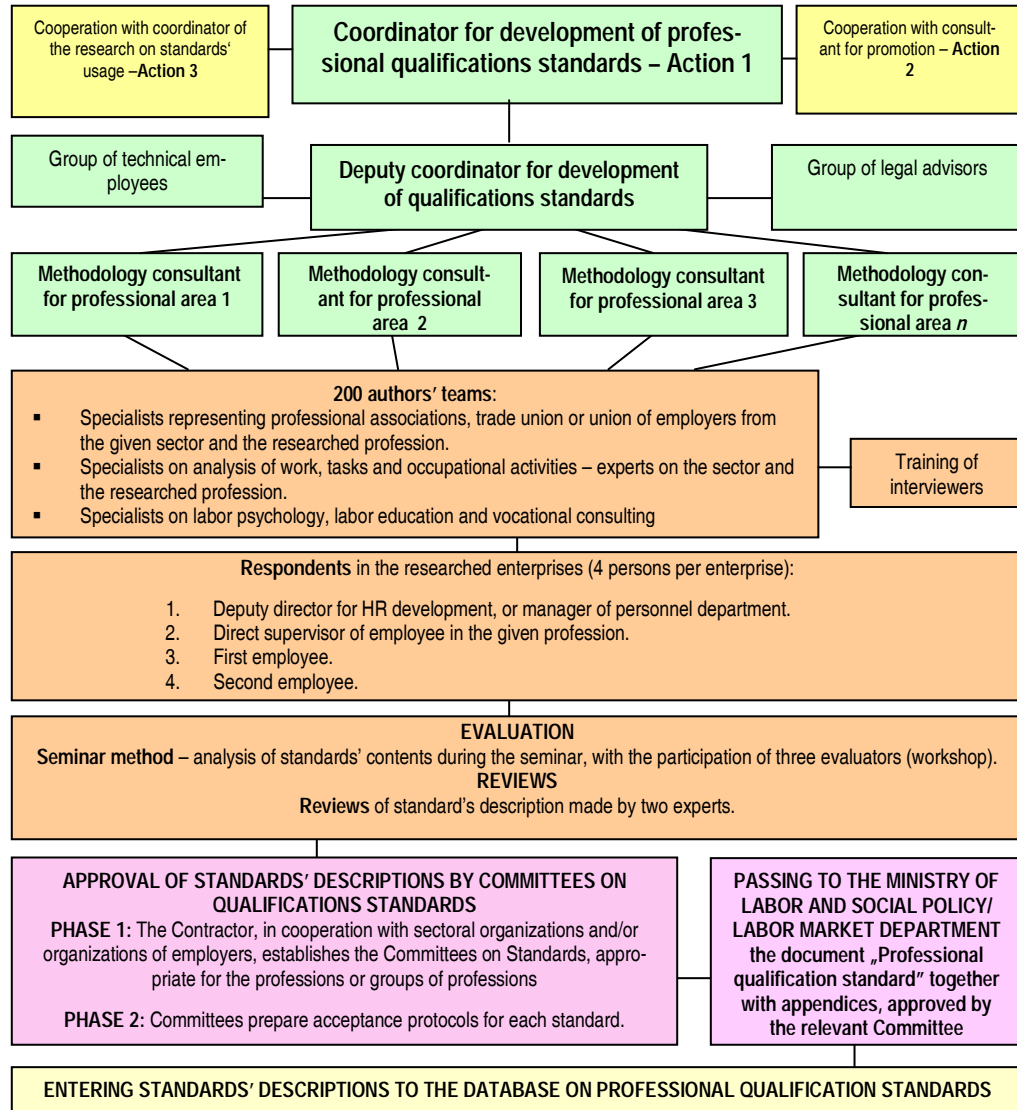 Cooperation with coordinator
of the research on standards‘
usage –Action 3
Coordinator for development of profes-
sional qualifications standards – Action 1
Cooperation with consult-
ant for promotion – Action
2
Group of technical em-
ployees
Deputy coordinator for development
of qualifications standards
Group of legal advisors
Methodology consultant
for professional area 1
Methodology consult-
ant for professional
area 2
Methodology consultant
for professional area 3
Methodology con-
sultant for profes-
sional area n
200 authors’ teams:
▪ Specialists representing professional associations, trade union or union of employers from
the given sector and the researched profession.
▪ Specialists on analysis of work, tasks and occupational activities – experts on the sector and
the researched profession.
▪ Specialists on labor psychology, labor education and vocational consulting
Training of
interviewers
Respondents in the researched enterprises (4 persons per enterprise):
1. Deputy director for HR development, or manager of personnel department.
2. Direct supervisor of employee in the given profession.
3. First employee.
4. Second employee.
EVALUATION
Seminar method – analysis of standards’ contents during the seminar, with the participation of three evaluators (workshop).
REVIEWS
Reviews of standard’s description made by two experts.
APPROVAL OF STANDARDS’ DESCRIPTIONS BY COMMITTEES ON
QUALIFICATIONS STANDARDS
PHASE 1: The Contractor, in cooperation with sectoral organizations and/or
organizations of employers, establishes the Committees on Standards, appro-
priate for the professions or groups of professions
PHASE 2: Committees prepare acceptance protocols for each standard.
PASSING TO THE MINISTRY OF
LABOR AND SOCIAL POLICY/
LABOR MARKET DEPARTMENT
the document „Professional
qualification standard” together
with appendices, approved by
the relevant Committee
ENTERING STANDARDS’ DESCRIPTIONS TO THE DATABASE ON PROFESSIONAL QUALIFICATION STANDARDS